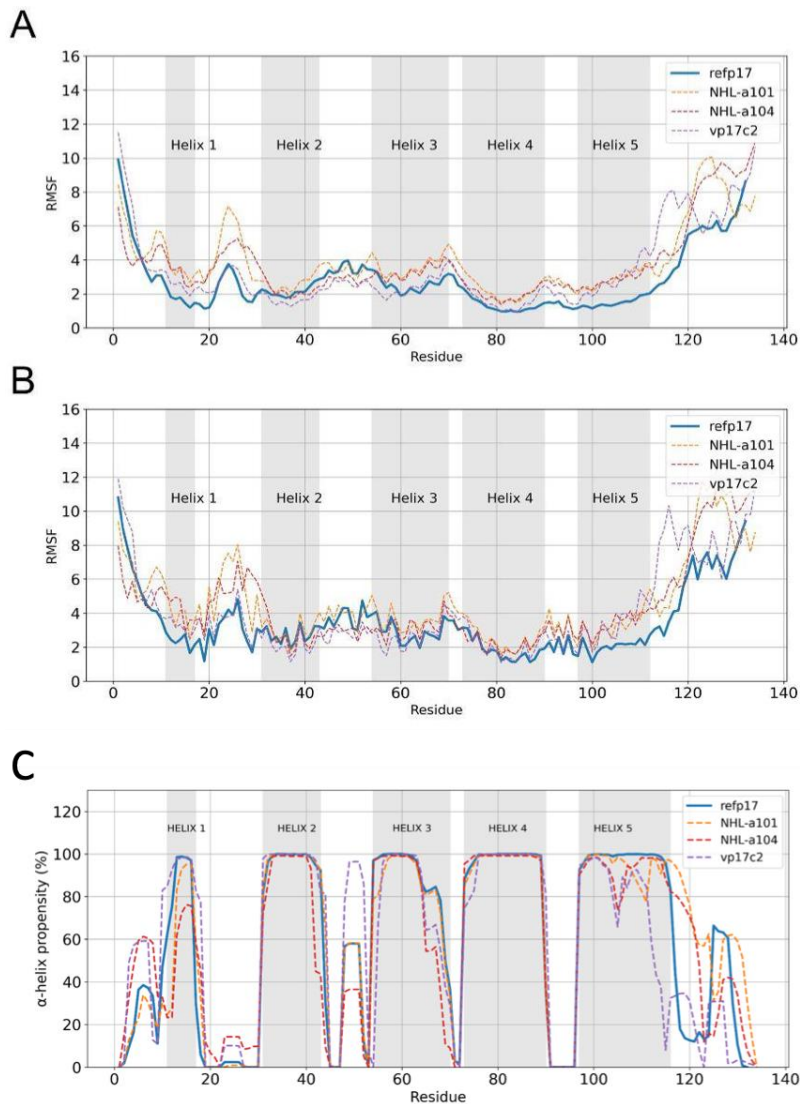 A
16
14
12
10
8
6
4
2
0
RMSF
Helix 1
Helix 2
Helix 3
Helix 4
Helix 5
refp17
NHL-a101
NHL-a104
vp17c2
0
20
40
60
80
100
120
140
Residue
B
16
14
12
10
8
6
4
2
0
RMSF
Helix 1
Helix 2
Helix 3
Helix 4
Helix 5
refp17
NHL-a101
NHL-a104
vp17c2
0
20
40
60
80
100
120
140
Residue
C
120
100
80
60
40
20
0
α-helix propensity (%)
HELIX 1
HELIX 2
HELIX 3
HELIX 4
HELIX 5
refp17
NHL-a101
NHL-a104
vp17c2
0
20
40
60
80
100
120
140
Residue